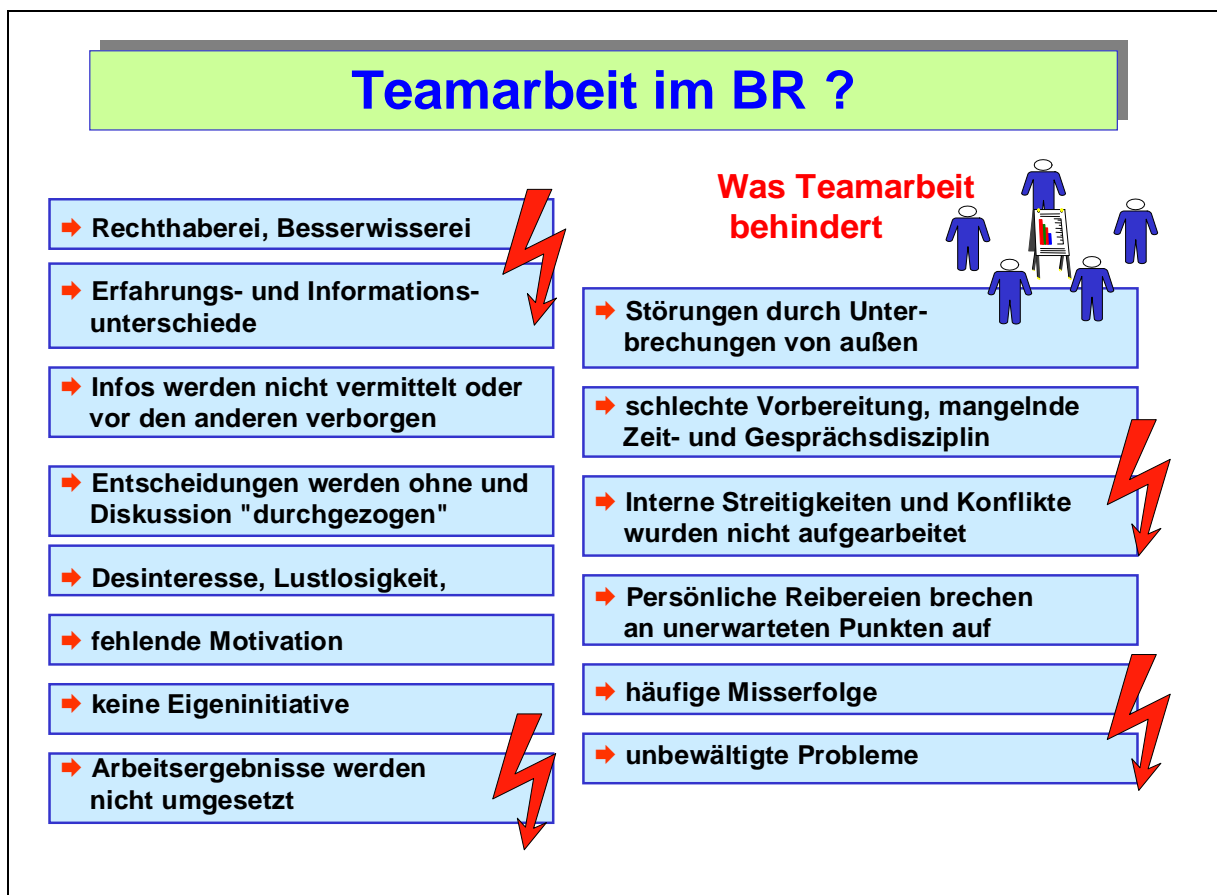 Teamarbeit im BR ?
Was Teamarbeit
behindert
Rechthaberei, Besserwisserei
Erfahrungs- und Informations-
unterschiede
Infos werden nicht vermittelt oder
vor den anderen verborgen
Entscheidungen werden ohne und
Diskussion "durchgezogen"
Desinteresse, Lustlosigkeit,
fehlende Motivation
keine Eigeninitiative
Arbeitsergebnisse werden
nicht umgesetzt
Störungen durch Unter-
brechungen von außen
schlechte Vorbereitung, mangelnde
Zeit- und Gesprächsdisziplin
Interne Streitigkeiten und Konflikte
wurden nicht aufgearbeitet
Persönliche Reibereien brechen
an unerwarteten Punkten auf
häufige Misserfolge
unbewältigte Probleme